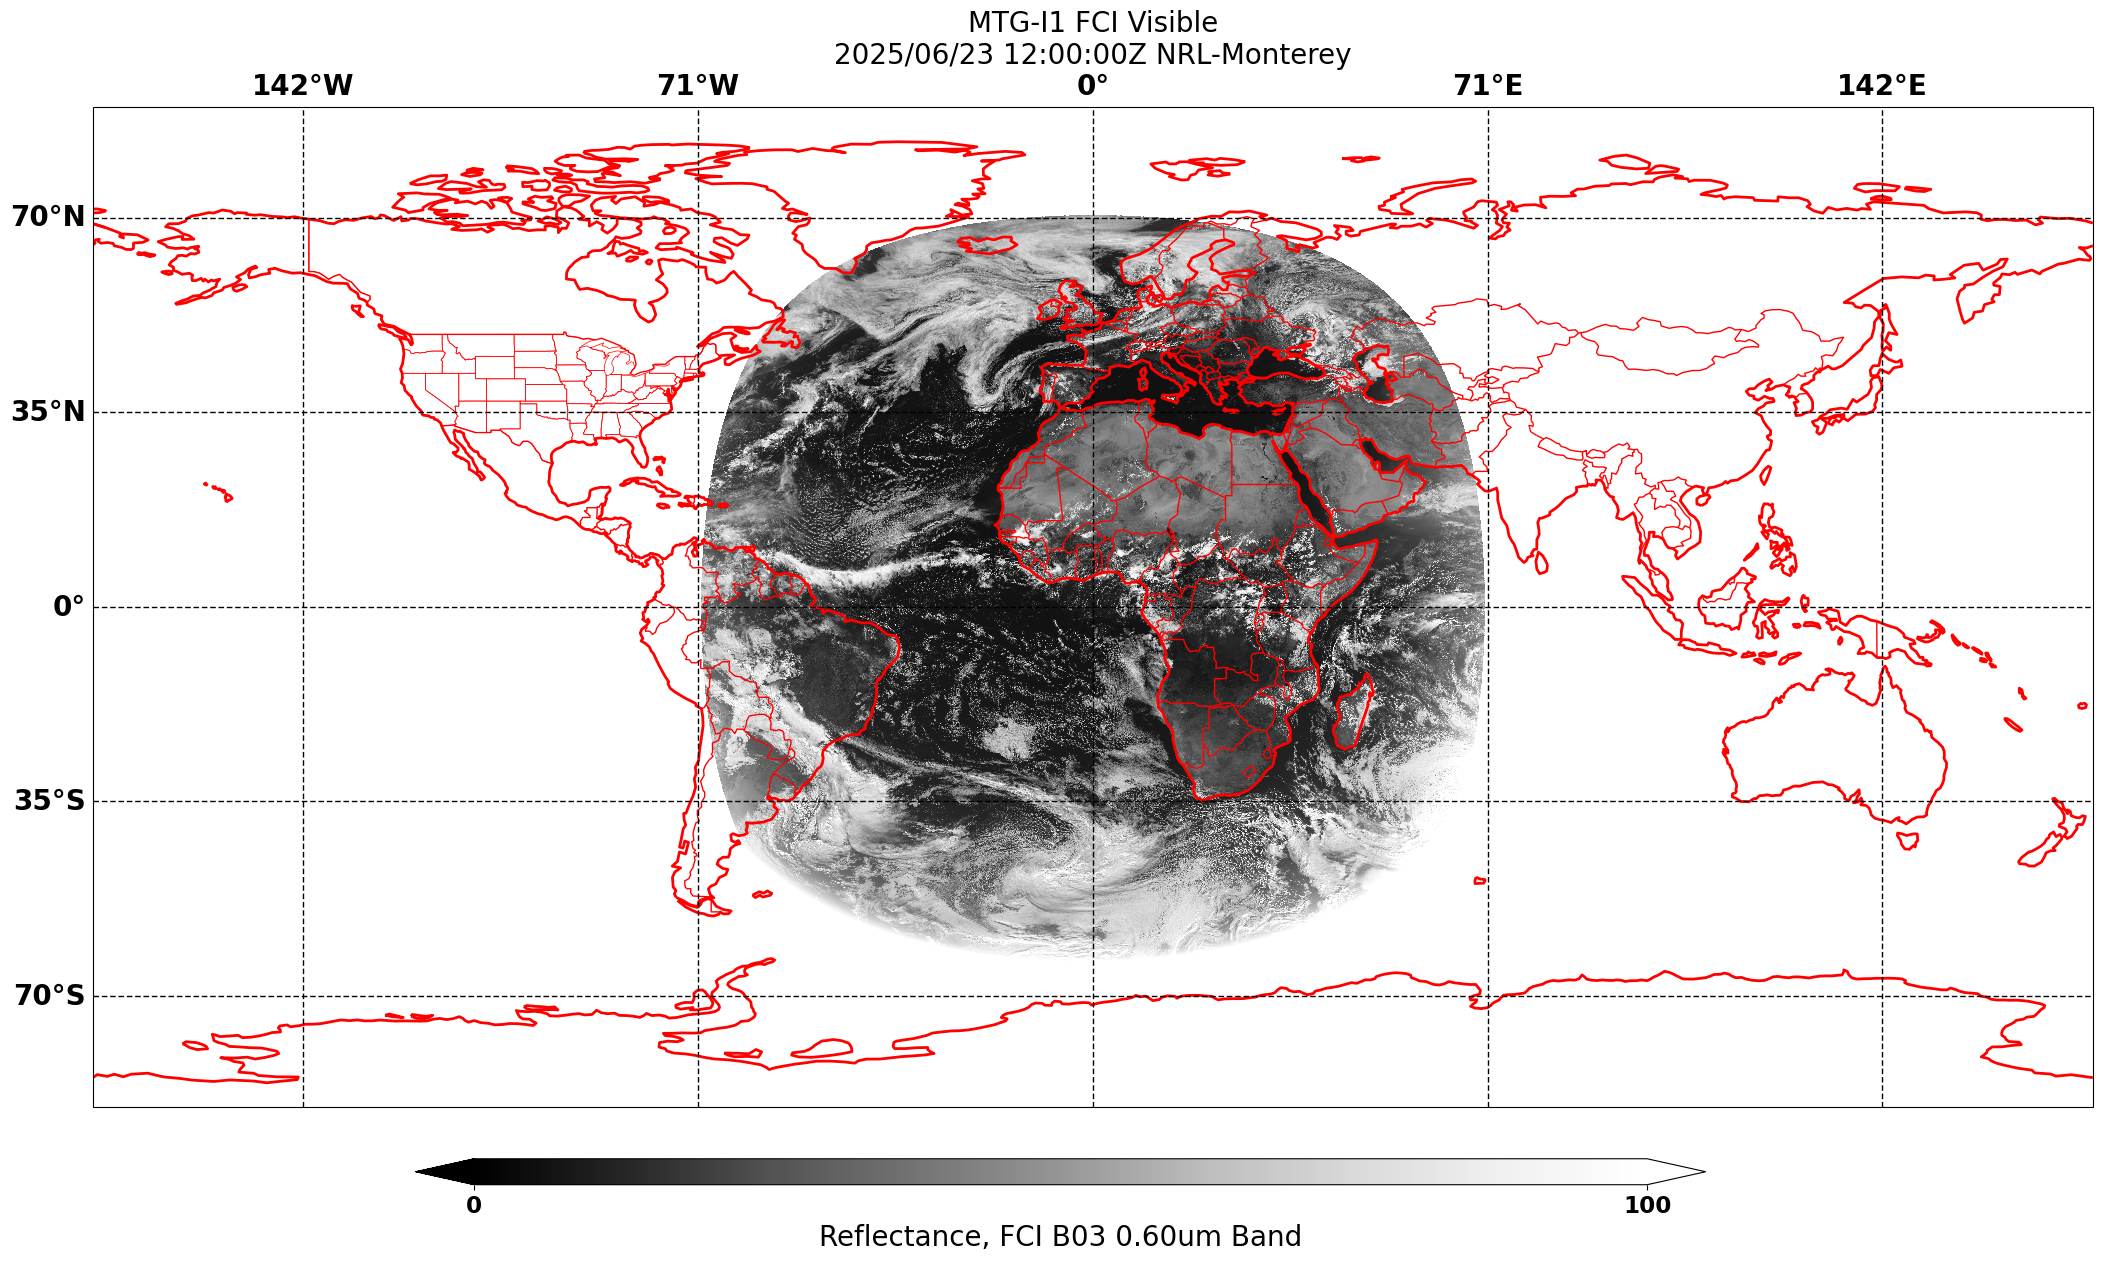 MTG-I1 FCI Visible
2025/06/23 12:00:00Z NRL-Monterey
142°W 71°W 0° 71°E 142°E
70°N
35°N
0°
35°S
70°S
0 100
Reflectance, FCI B03 0.60um Band